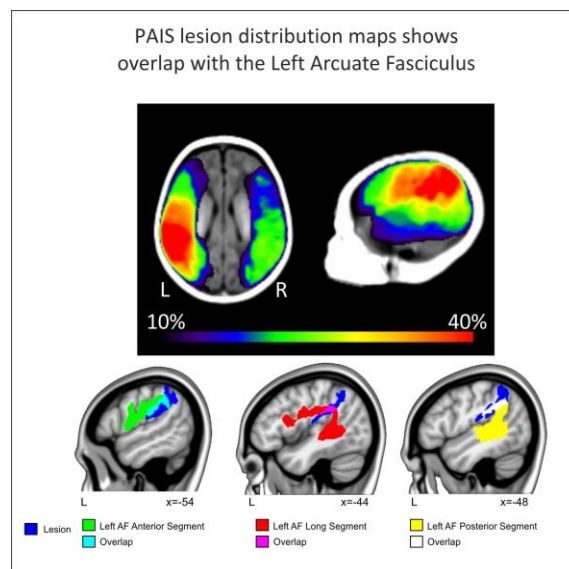 PAIS lesion distribution maps shows
overlap with the Left Arcuate Fasciculus
L R
10% 40%
L x=-54 L x=-44 L x=-48
Lesion Left AF Anterior Segment Left AF Long Segment Left AF Posterior Segment
Overlap Overlap Overlap